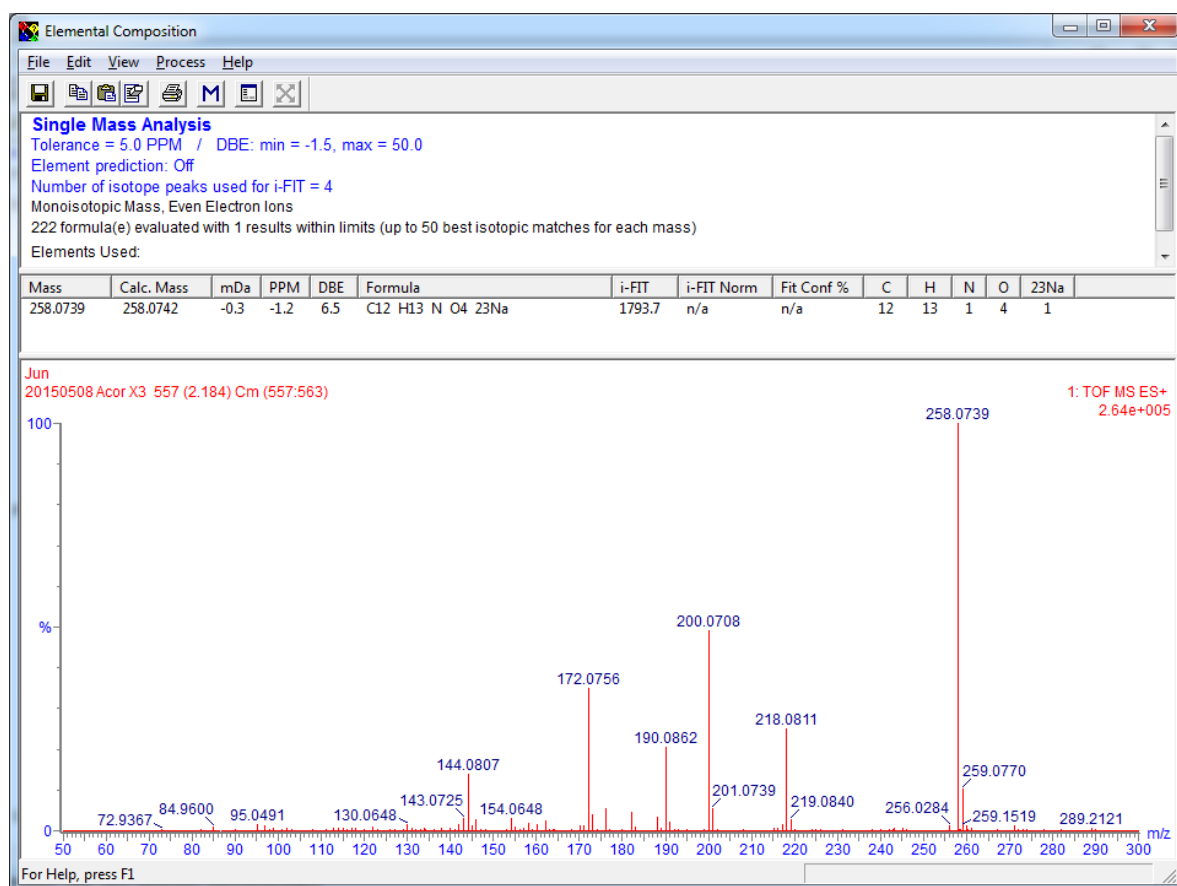 Elemental Composition
File Edit View Process Help
M
Single Mass Analysis
Tolerance = 5.0 PPM / DBE: min = -1.5, max = 50.0
Element prediction: Off
Number of isotope peaks used for i-FIT = 4
Monoisotopic Mass, Even Electron Ions
222 formula(e) evaluated with 1 results within limits (up to 50 best isotopic matches for each mass)
Elements Used:
Mass Calc. Mass mDa PPM DBE Formula i-FIT i-FIT Norm Fit Conf % C H N O 23Na
258.0739 258.0742 -0.3 -1.2 6.5 C12 H13 N O4 23Na 1793.7 n/a n/a 12 13 1 4 1
Jun
20150508 Acor X3 557 (2.184) Cm (557:563)
1: TOF MS ES+
2.64e+005
100
258.0739
200.0708
%
172.0756
218.0811
190.0862
144.0807
259.0770
201.0739
143.0725
219.0840
84.9600
95.0491
130.0648
154.0648
256.0284
72.9367
259.1519
289.2121
0
m/z
50 60 70 80 90 100 110 120 130 140 150 160 170 180 190 200 210 220 230 240 250 260 270 280 290 300
For Help, press F1